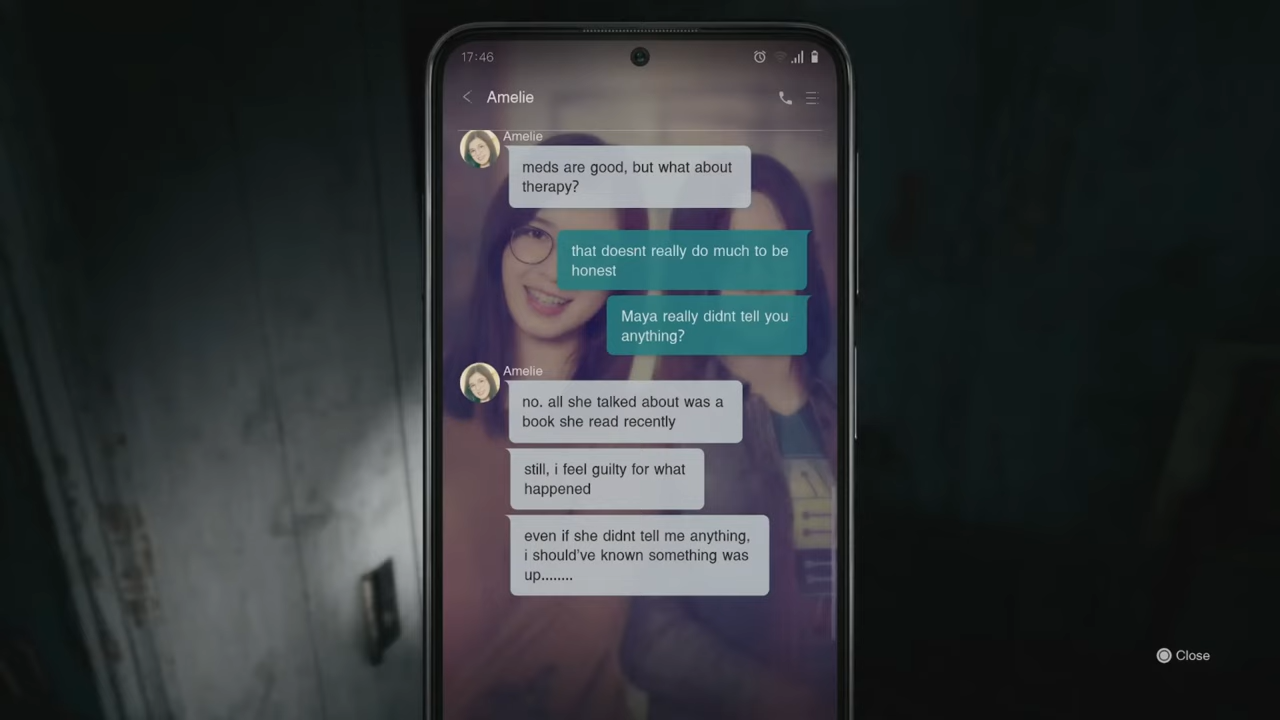 17:46
Amelie
Amelie
meds are good, but what about
therapy?
that doesnt really do much to be
honest
Maya really didnt tell you
anything?
Amelie
no. all she talked about was a
book she read recently
still, i feel guilty for what
happened
even if she didnt tell me anything,
i should've known something was
up........
Close